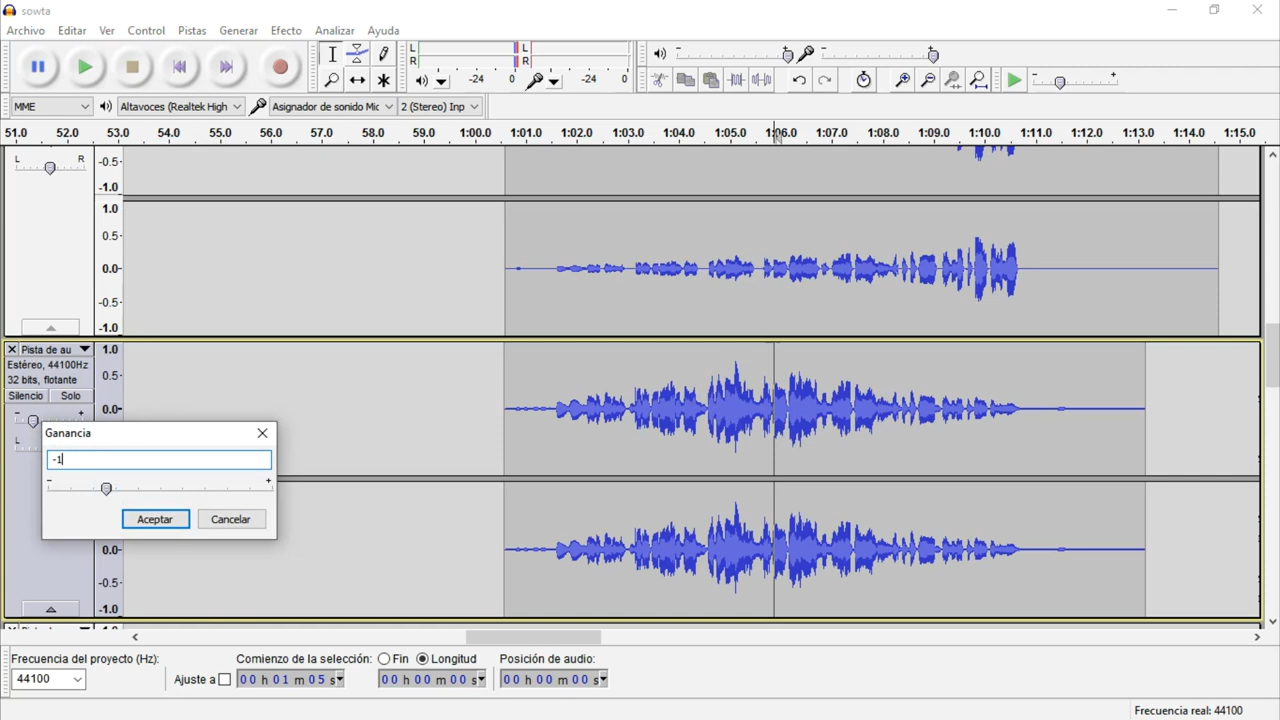 sowta
Archivo Editar Ver Control Pistas Generar Efecto Analizar Ayuda
L L
R R
-24 0 -24 0
MME Altavoces (Realtek High Asignador de sonido Mic 2 (Stereo) Inp
51.0 52.0 53.0 54.0 55.0 56.0 57.0 58.0 59.0 1:00.0 1:01.0 1:02.0 1:03.0 1:04.0 1:05.0 1:06.0 1:07.0 1:08.0 1:09.0 1:10.0 1:11.0 1:12.0 1:13.0 1:14.0 1:15.0
L R -0.5
-1.0
1.0
0.5
0.0
-0.5
-1.0
Pista de au 1.0
Estéreo, 44100Hz
32 bits, flotante 0.5
Silencio Solo
0.0
L
Ganancia
-1
Aceptar Cancelar
0.0
-0.5
-1.0
Frecuencia del proyecto (Hz): Comienzo de la selección: Fin Longitud Posición de audio:
44100 Ajuste a 00 h 01 m 05 s 00 h 00 m 00 s 00 h 00 m 00 s
Frecuencia real: 44100